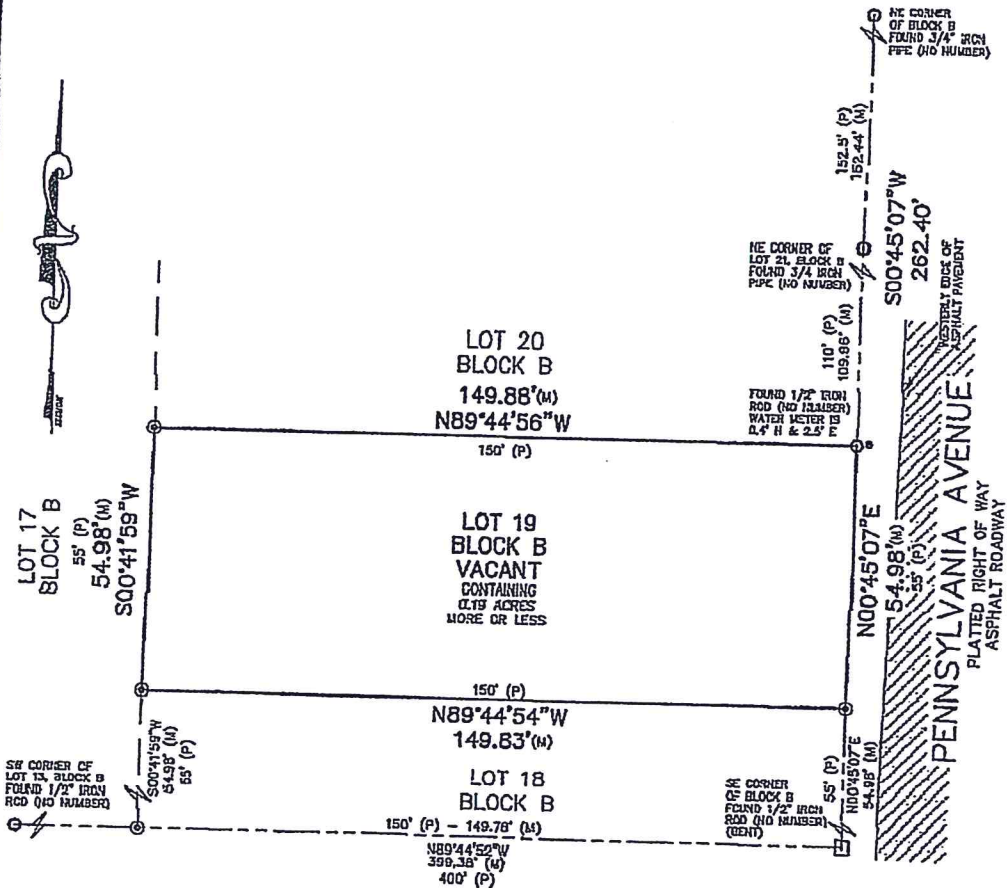 NE CORNER
OF BLOCK B
FOUND 3/4" IRON
PIPE (NO NUMBER)
152.5' (P)
152.44' (M)
S00°45'07"W
262.40'
NE CORNER OF
LOT 21, BLOCK B
FOUND 3/4 IRON
PIPE (NO NUMBER)
WESTERLY EDGE OF
ASPHALT PAVEMENT
110' (P)
109.96' (M)
LOT 20
BLOCK B
149.88'(M)
N89°44'56"W
150' (P)
FOUND 1/2" IRON
ROD (NO NUMBER)
WATER METER IS
0.4' N & 2.5' E
LOT 17
BLOCK B
55' (P)
54.98'(M)
S00°41'59"W
LOT 19
BLOCK B
VACANT
CONTAINING
0.19 ACRES
MORE OR LESS
N00°45'07"E
54.98'(M)
55' (P)
PENNSYLVANIA AVENUE
PLATTED RIGHT OF WAY
ASPHALT ROADWAY
150' (P)
N89°44'54"W
149.83'(M)
S00°41'59"W
54.98' (M)
55' (P)
SW CORNER OF
LOT 13, BLOCK B
FOUND 1/2" IRON
ROD (NO NUMBER)
LOT 18
BLOCK B
SE CORNER
OF BLOCK B
FOUND 1/2" IRON
ROD (NO NUMBER)
(BENT)
55' (P)
N00°45'07"E
54.98' (M)
150' (P) - 149.78' (M)
N89°44'52"W
399.38' (M)
400' (P)